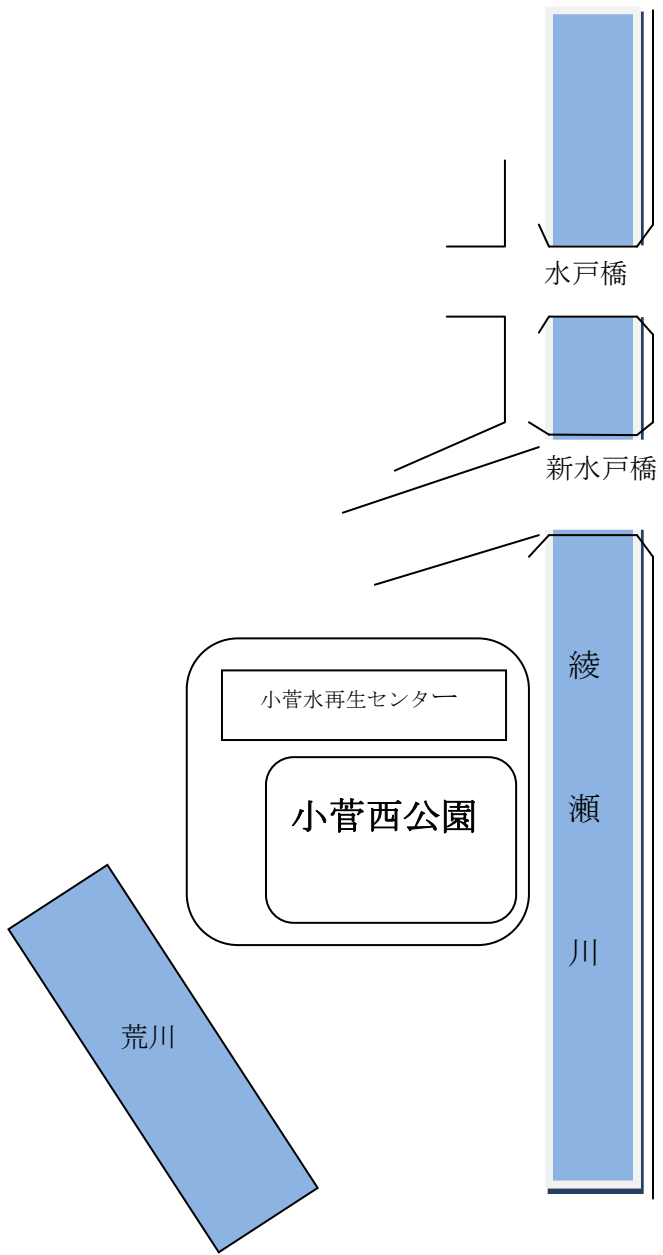 水戸橋
新水戸橋
綾瀬川
小菅水再生センター
小菅西公園
荒川